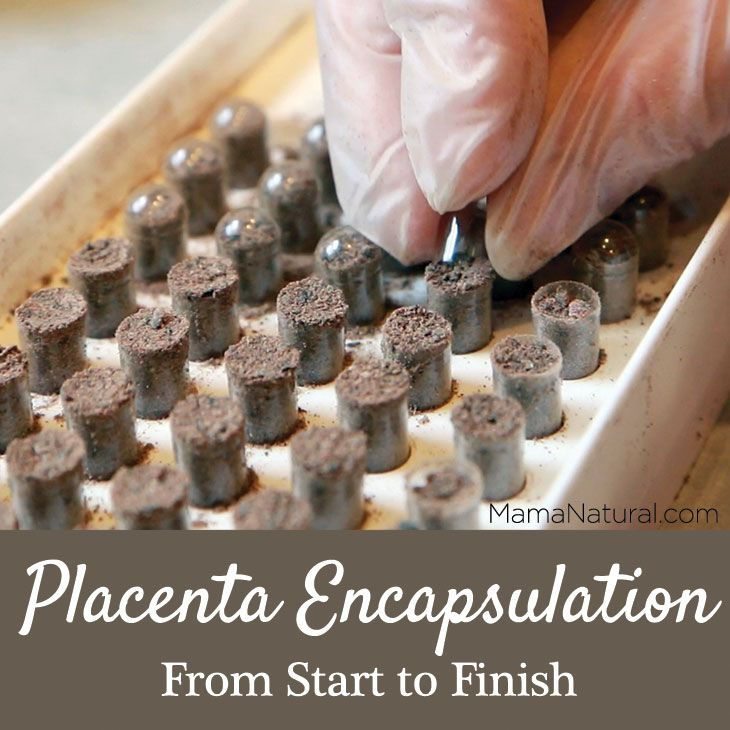 MamaNatural.com
Placenta Encapsulation
From Start to Finish